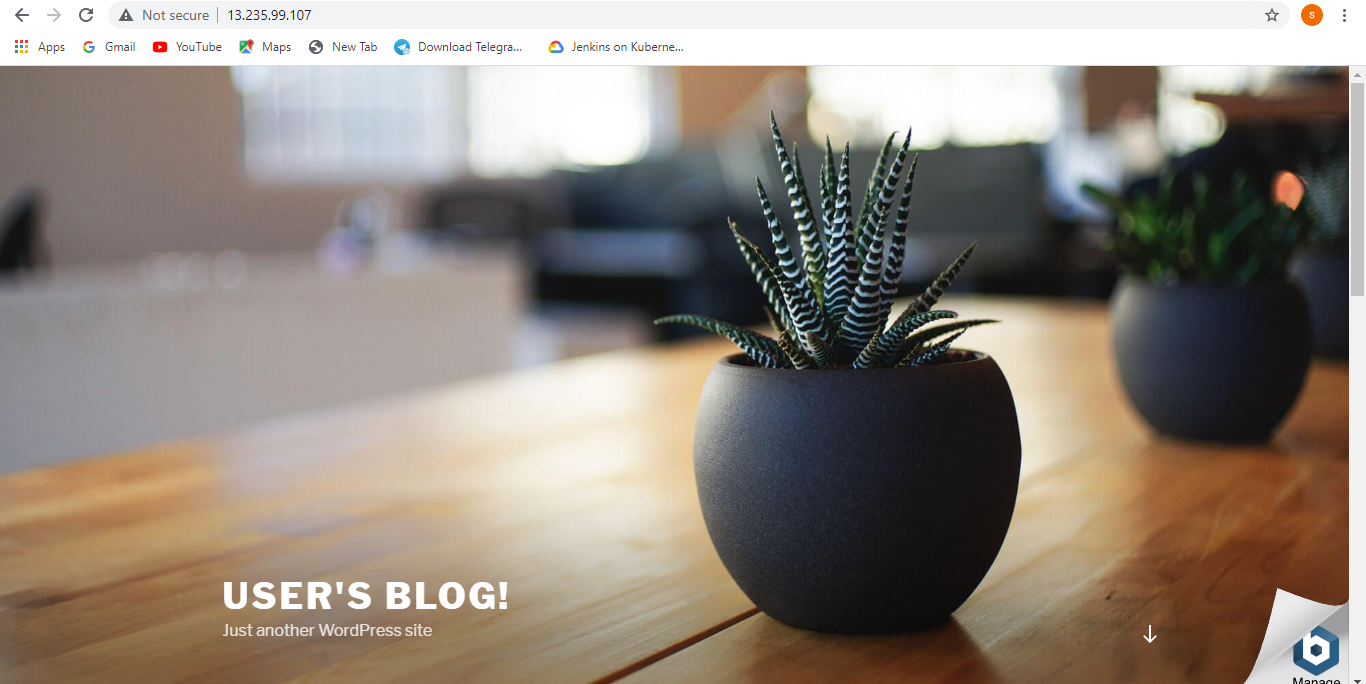 Not secure 13.235.99.107 s
Apps Gmail YouTube Maps New Tab Download Telegra... Jenkins on Kuberne...
USER'S BLOG!
Just another WordPress site
b
Manage